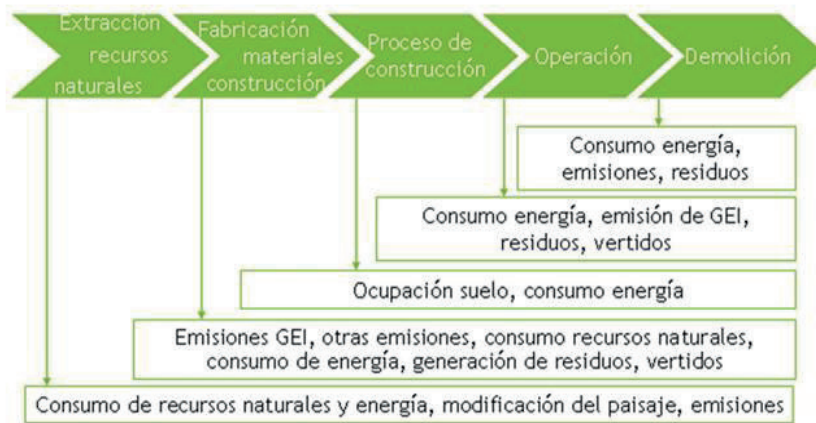 Extracción
recursos
naturales
Fabricación
materiales
construcción
Proceso de
construcción
Operación
Demolición
Consumo energía,
emisiones, residuos
Consumo energía, emisión de GEI,
residuos, vertidos
Ocupación suelo, consumo energía
Emisiones GEI, otras emisiones, consumo recursos naturales,
consumo de energía, generación de residuos, vertidos
Consumo de recursos naturales y energía, modificación del paisaje, emisiones